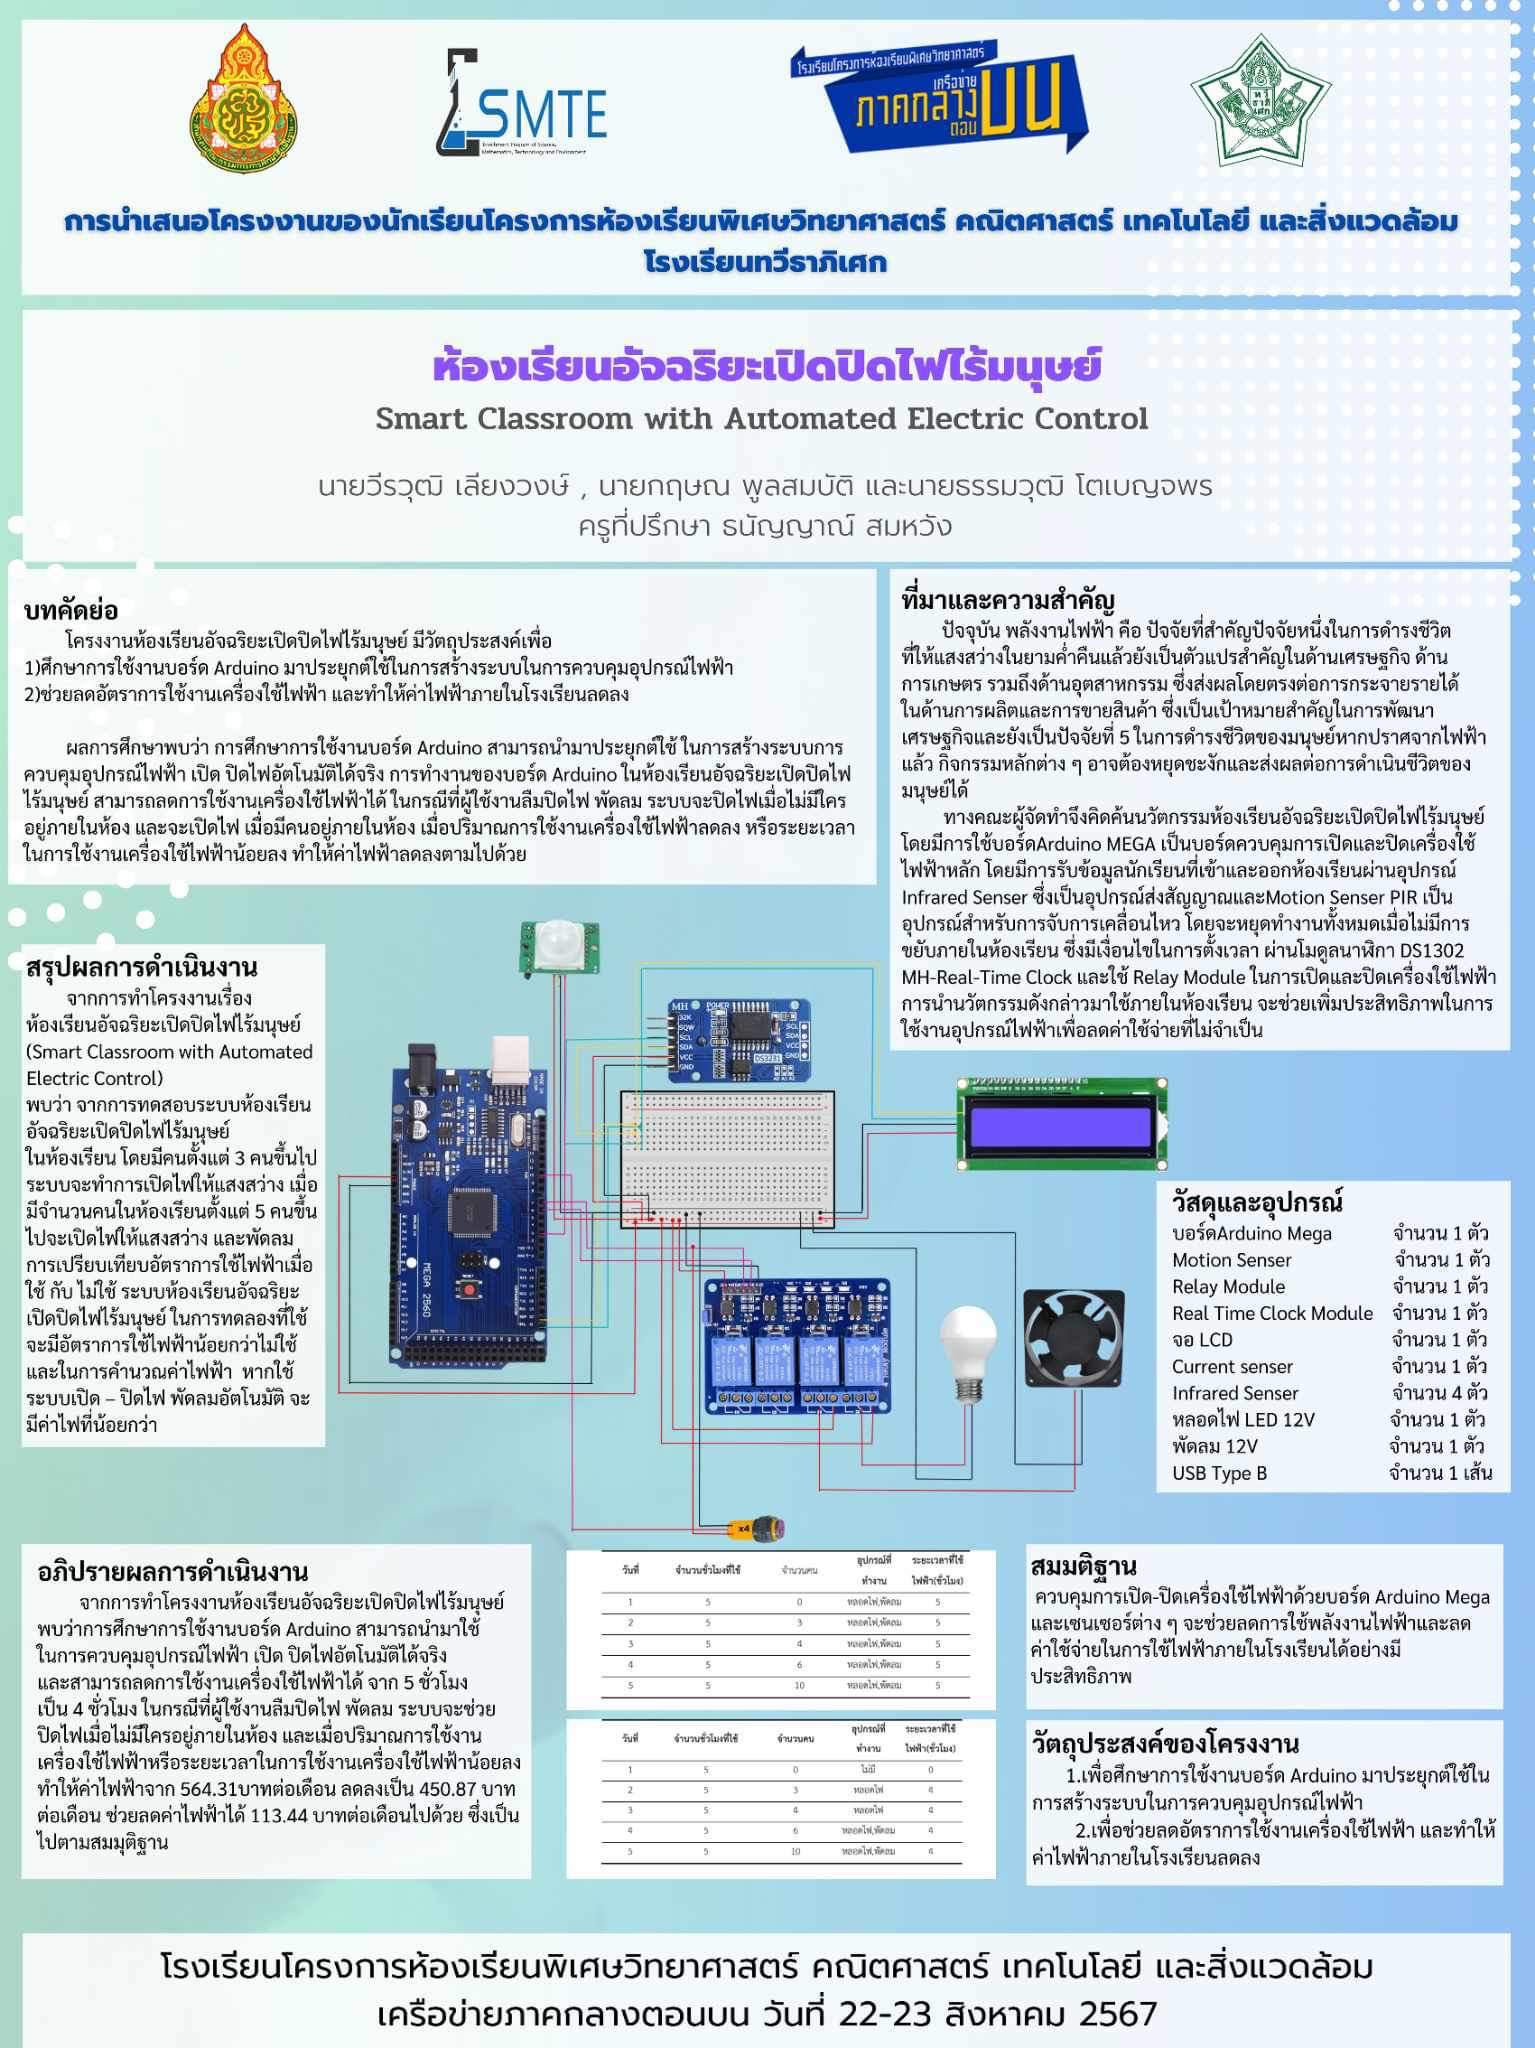 SMTE
Enrichment Program of Science,
Mathematics, Technology and Environment
โรงเรียนโครงการห้องเรียนพิเศษวิทยาศาสตร์
เครือข่าย
ภาคกลาง
ตอน
บน
การนำเสนอโครงงานของนักเรียนโครงการห้องเรียนพิเศษวิทยาศาสตร์ คณิตศาสตร์ เทคโนโลยี และสิ่งแวดล้อม
โรงเรียนทวีธาภิเศก
ห้องเรียนอัจฉริยะเปิดปิดไฟไร้มนุษย์
Smart Classroom with Automated Electric Control
นายวีรวุฒิ เลียงวงษ์ , นายกฤษณ พูลสมบัติ และนายธรรมวุฒิ โตเบญจพร
ครูที่ปรึกษา ธนัญญาณ์ สมหวัง
บทคัดย่อ
โครงงานห้องเรียนอัจฉริยะเปิดปิดไฟไร้มนุษย์ มีวัตถุประสงค์เพื่อ
1)ศึกษาการใช้งานบอร์ด Arduino มาประยุกต์ใช้ในการสร้างระบบในการควบคุมอุปกรณ์ไฟฟ้า
2)ช่วยลดอัตราการใช้งานเครื่องใช้ไฟฟ้า และทำให้ค่าไฟฟ้าภายในโรงเรียนลดลง
ผลการศึกษาพบว่า การศึกษาการใช้งานบอร์ด Arduino สามารถนำมาประยุกต์ใช้ ในการสร้างระบบการ
ควบคุมอุปกรณ์ไฟฟ้า เปิด ปิดไฟอัตโนมัติได้จริง การทำงานของบอร์ด Arduino ในห้องเรียนอัจฉริยะเปิดปิดไฟ
ไร้มนุษย์ สามารถลดการใช้งานเครื่องใช้ไฟฟ้าได้ ในกรณีที่ผู้ใช้งานลืมปิดไฟ พัดลม ระบบจะปิดไฟเมื่อไม่มีใคร
อยู่ภายในห้อง และจะเปิดไฟ เมื่อมีคนอยู่ภายในห้อง เมื่อปริมาณการใช้งานเครื่องใช้ไฟฟ้าลดลง หรือระยะเวลา
ในการใช้งานเครื่องใช้ไฟฟ้าน้อยลง ทำให้ค่าไฟฟ้าลดลงตามไปด้วย
ที่มาและความสำคัญ
ปัจจุบัน พลังงานไฟฟ้า คือ ปัจจัยที่สำคัญปัจจัยหนึ่งในการดำรงชีวิต
ที่ให้แสงสว่างในยามค่ำคืนแล้วยังเป็นตัวแปรสำคัญในด้านเศรษฐกิจ ด้าน
การเกษตร รวมถึงด้านอุตสาหกรรม ซึ่งส่งผลโดยตรงต่อการกระจายรายได้
ในด้านการผลิตและการขายสินค้า ซึ่งเป็นเป้าหมายสำคัญในการพัฒนา
เศรษฐกิจและยังเป็นปัจจัยที่ 5 ในการดำรงชีวิตของมนุษย์หากปราศจากไฟฟ้า
แล้ว กิจกรรมหลักต่าง ๆ อาจต้องหยุดชะงักและส่งผลต่อการดำเนินชีวิตของ
มนุษย์ได้
ทางคณะผู้จัดทำจึงคิดค้นนวัตกรรมห้องเรียนอัจฉริยะเปิดปิดไฟไร้มนุษย์
โดยมีการใช้บอร์ดArduino MEGA เป็นบอร์ดควบคุมการเปิดและปิดเครื่องใช้
ไฟฟ้าหลัก โดยมีการรับข้อมูลนักเรียนที่เข้าและออกห้องเรียนผ่านอุปกรณ์
Infrared Senser ซึ่งเป็นอุปกรณ์ส่งสัญญาณและMotion Senser PIR เป็น
อุปกรณ์สำหรับการจับการเคลื่อนไหว โดยจะหยุดทำงานทั้งหมดเมื่อไม่มีการ
ขยับภายในห้องเรียน ซึ่งมีเงื่อนไขในการตั้งเวลา ผ่านโมดูลนาฬิกา DS1302
MH-Real-Time Clock และใช้ Relay Module ในการเปิดและปิดเครื่องใช้ไฟฟ้า
การนำนวัตกรรมดังกล่าวมาใช้ภายในห้องเรียน จะช่วยเพิ่มประสิทธิภาพในการ
ใช้งานอุปกรณ์ไฟฟ้าเพื่อลดค่าใช้จ่ายที่ไม่จำเป็น
สรุปผลการดำเนินงาน
จากการทำโครงงานเรื่อง
ห้องเรียนอัจฉริยะเปิดปิดไฟไร้มนุษย์
(Smart Classroom with Automated
Electric Control)
พบว่า จากการทดสอบระบบห้องเรียน
อัจฉริยะเปิดปิดไฟไร้มนุษย์
ในห้องเรียน โดยมีคนตั้งแต่ 3 คนขึ้นไป
ระบบจะทำการเปิดไฟให้แสงสว่าง เมื่อ
มีจำนวนคนในห้องเรียนตั้งแต่ 5 คนขึ้น
ไปจะเปิดไฟให้แสงสว่าง และพัดลม
การเปรียบเทียบอัตราการใช้ไฟฟ้าเมื่อ
ใช้ กับ ไม่ใช้ ระบบห้องเรียนอัจฉริยะ
เปิดปิดไฟไร้มนุษย์ ในการทดลองที่ใช้
จะมีอัตราการใช้ไฟฟ้าน้อยกว่าไม่ใช้
และในการคำนวณค่าไฟฟ้า หากใช้
ระบบเปิด – ปิดไฟ พัดลมอัตโนมัติ จะ
มีค่าไฟที่น้อยกว่า
MH
POWER
32K
SQW
SCL
SDA
VCC
GND
SCL
SDA
VCC
GND
DS3231
MEGA 2560
RESET
x4
วัสดุและอุปกรณ์
บอร์ดArduino Mega จำนวน 1 ตัว
Motion Senser จำนวน 1 ตัว
Relay Module จำนวน 1 ตัว
Real Time Clock Module จำนวน 1 ตัว
จอ LCD จำนวน 1 ตัว
Current senser จำนวน 1 ตัว
Infrared Senser จำนวน 4 ตัว
หลอดไฟ LED 12V จำนวน 1 ตัว
พัดลม 12V จำนวน 1 ตัว
USB Type B จำนวน 1 เส้น
อภิปรายผลการดำเนินงาน
จากการทำโครงงานห้องเรียนอัจฉริยะเปิดปิดไฟไร้มนุษย์
พบว่าการศึกษาการใช้งานบอร์ด Arduino สามารถนำมาใช้
ในการควบคุมอุปกรณ์ไฟฟ้า เปิด ปิดไฟอัตโนมัติได้จริง
และสามารถลดการใช้งานเครื่องใช้ไฟฟ้าได้ จาก 5 ชั่วโมง
เป็น 4 ชั่วโมง ในกรณีที่ผู้ใช้งานลืมปิดไฟ พัดลม ระบบจะช่วย
ปิดไฟเมื่อไม่มีใครอยู่ภายในห้อง และเมื่อปริมาณการใช้งาน
เครื่องใช้ไฟฟ้าหรือระยะเวลาในการใช้งานเครื่องใช้ไฟฟ้าน้อยลง
ทำให้ค่าไฟฟ้าจาก 564.31บาทต่อเดือน ลดลงเป็น 450.87 บาท
ต่อเดือน ช่วยลดค่าไฟฟ้าได้ 113.44 บาทต่อเดือนไปด้วย ซึ่งเป็น
ไปตามสมมุติฐาน
วันที่ จำนวนชั่วโมงที่ใช้ จำนวนคน อุปกรณ์ที่ทำงาน ระยะเวลาที่ใช้ไฟฟ้า(ชั่วโมง)
1 5 0 หลอดไฟ,พัดลม 5
2 5 3 หลอดไฟ,พัดลม 5
3 5 4 หลอดไฟ,พัดลม 5
4 5 6 หลอดไฟ,พัดลม 5
5 5 10 หลอดไฟ,พัดลม 5
วันที่ จำนวนชั่วโมงที่ใช้ จำนวนคน อุปกรณ์ที่ทำงาน ระยะเวลาที่ใช้ไฟฟ้า(ชั่วโมง)
1 5 0 ไม่มี 0
2 5 3 หลอดไฟ 4
3 5 4 หลอดไฟ 4
4 5 6 หลอดไฟ,พัดลม 4
5 5 10 หลอดไฟ,พัดลม 4
สมมติฐาน
ควบคุมการเปิด-ปิดเครื่องใช้ไฟฟ้าด้วยบอร์ด Arduino Mega
และเซนเซอร์ต่าง ๆ จะช่วยลดการใช้พลังงานไฟฟ้าและลด
ค่าใช้จ่ายในการใช้ไฟฟ้าภายในโรงเรียนได้อย่างมี
ประสิทธิภาพ
วัตถุประสงค์ของโครงงาน
1.เพื่อศึกษาการใช้งานบอร์ด Arduino มาประยุกต์ใช้ใน
การสร้างระบบในการควบคุมอุปกรณ์ไฟฟ้า
2.เพื่อช่วยลดอัตราการใช้งานเครื่องใช้ไฟฟ้า และทำให้
ค่าไฟฟ้าภายในโรงเรียนลดลง
โรงเรียนโครงการห้องเรียนพิเศษวิทยาศาสตร์ คณิตศาสตร์ เทคโนโลยี และสิ่งแวดล้อม
เครือข่ายภาคกลางตอนบน วันที่ 22-23 สิงหาคม 2567